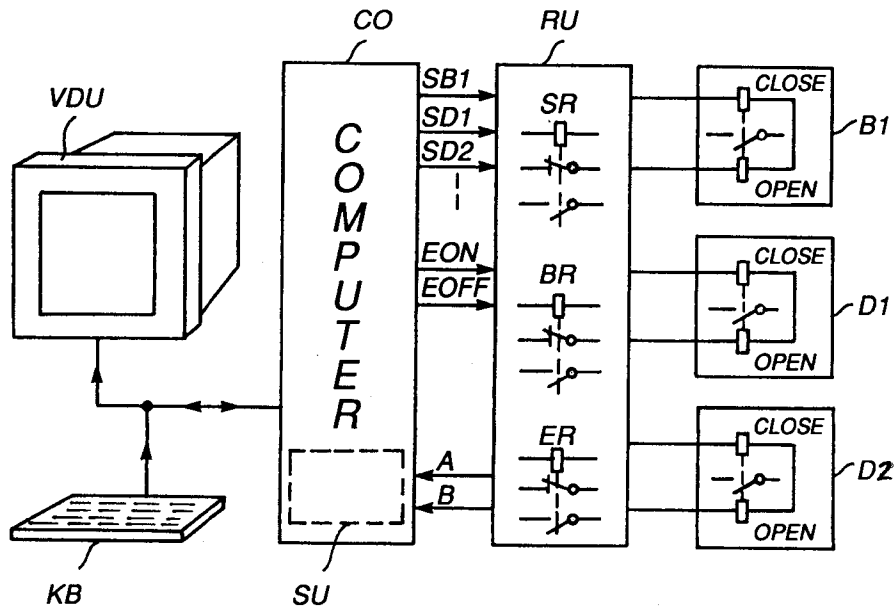 CO
RU
VDU
COMPUTER
SB1
SD1
SD2
EON
EOFF
A
B
SR
BR
ER
CLOSE
OPEN
B1
CLOSE
OPEN
D1
CLOSE
OPEN
D2
KB
SU